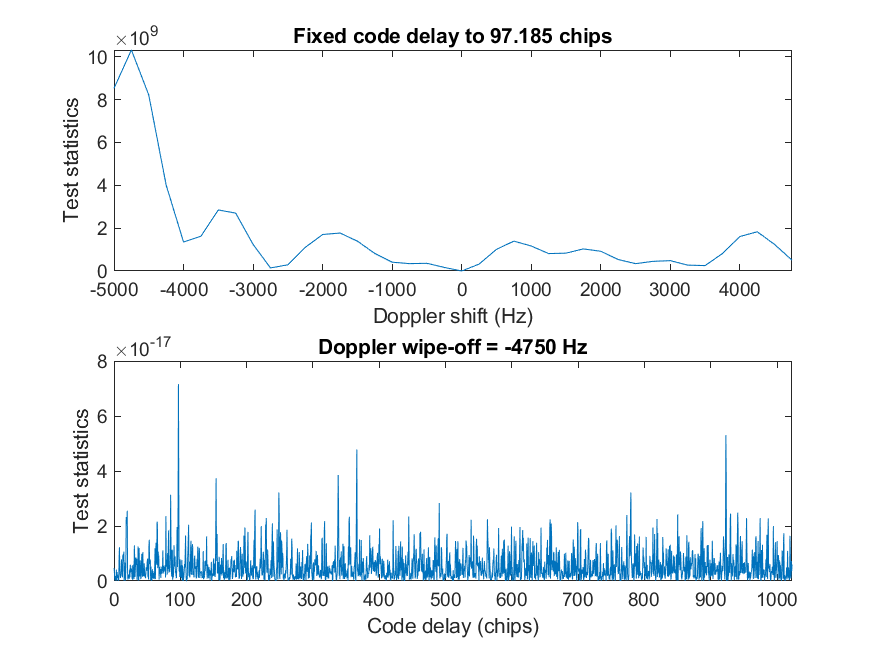 ×10^9
Fixed code delay to 97.185 chips
10
8
6
4
2
0
Test statistics
-5000 -4000 -3000 -2000 -1000 0 1000 2000 3000 4000
Doppler shift (Hz)
×10^-17
Doppler wipe-off = -4750 Hz
8
6
4
2
0
Test statistics
0 100 200 300 400 500 600 700 800 900 1000
Code delay (chips)